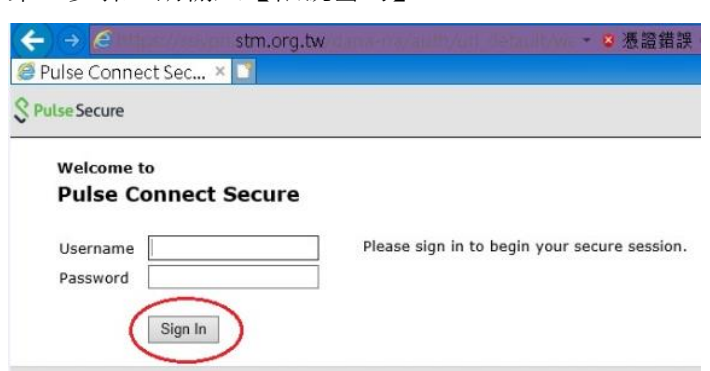 stm.org.tw
憑證錯誤
Pulse Connect Sec...
Pulse Secure
Welcome to
Pulse Connect Secure
Username
Please sign in to begin your secure session.
Password
Sign In